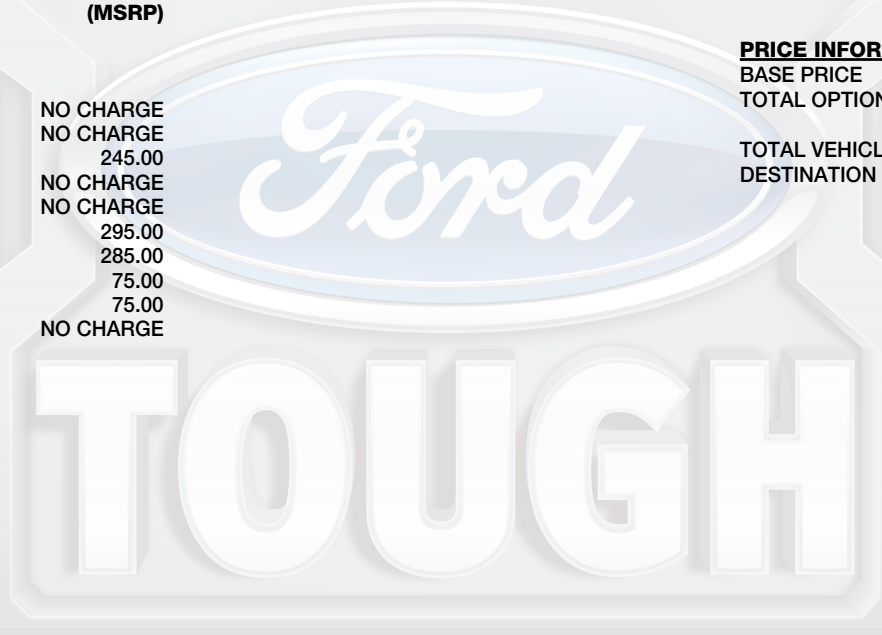 (MSRP)
NO CHARGE
NO CHARGE
245.00
NO CHARGE
NO CHARGE
295.00
285.00
75.00
75.00
NO CHARGE
PRICE INFOR
BASE PRICE
TOTAL OPTION
TOTAL VEHICL
DESTINATION
Ford
TOUGH